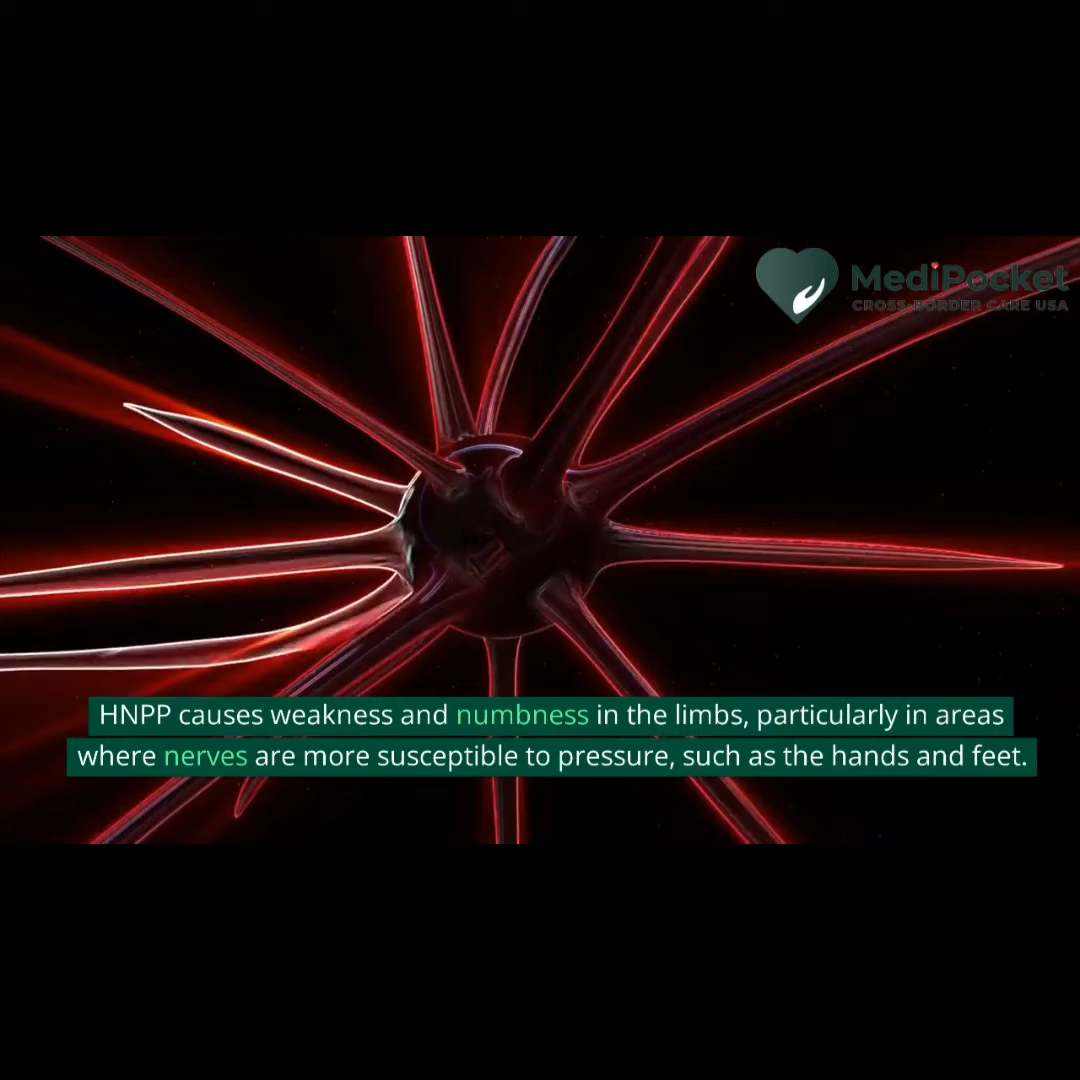 MediPocket
CROSS-BORDER CARE USA
HNPP causes weakness and numbness in the limbs, particularly in areas
where nerves are more susceptible to pressure, such as the hands and feet.